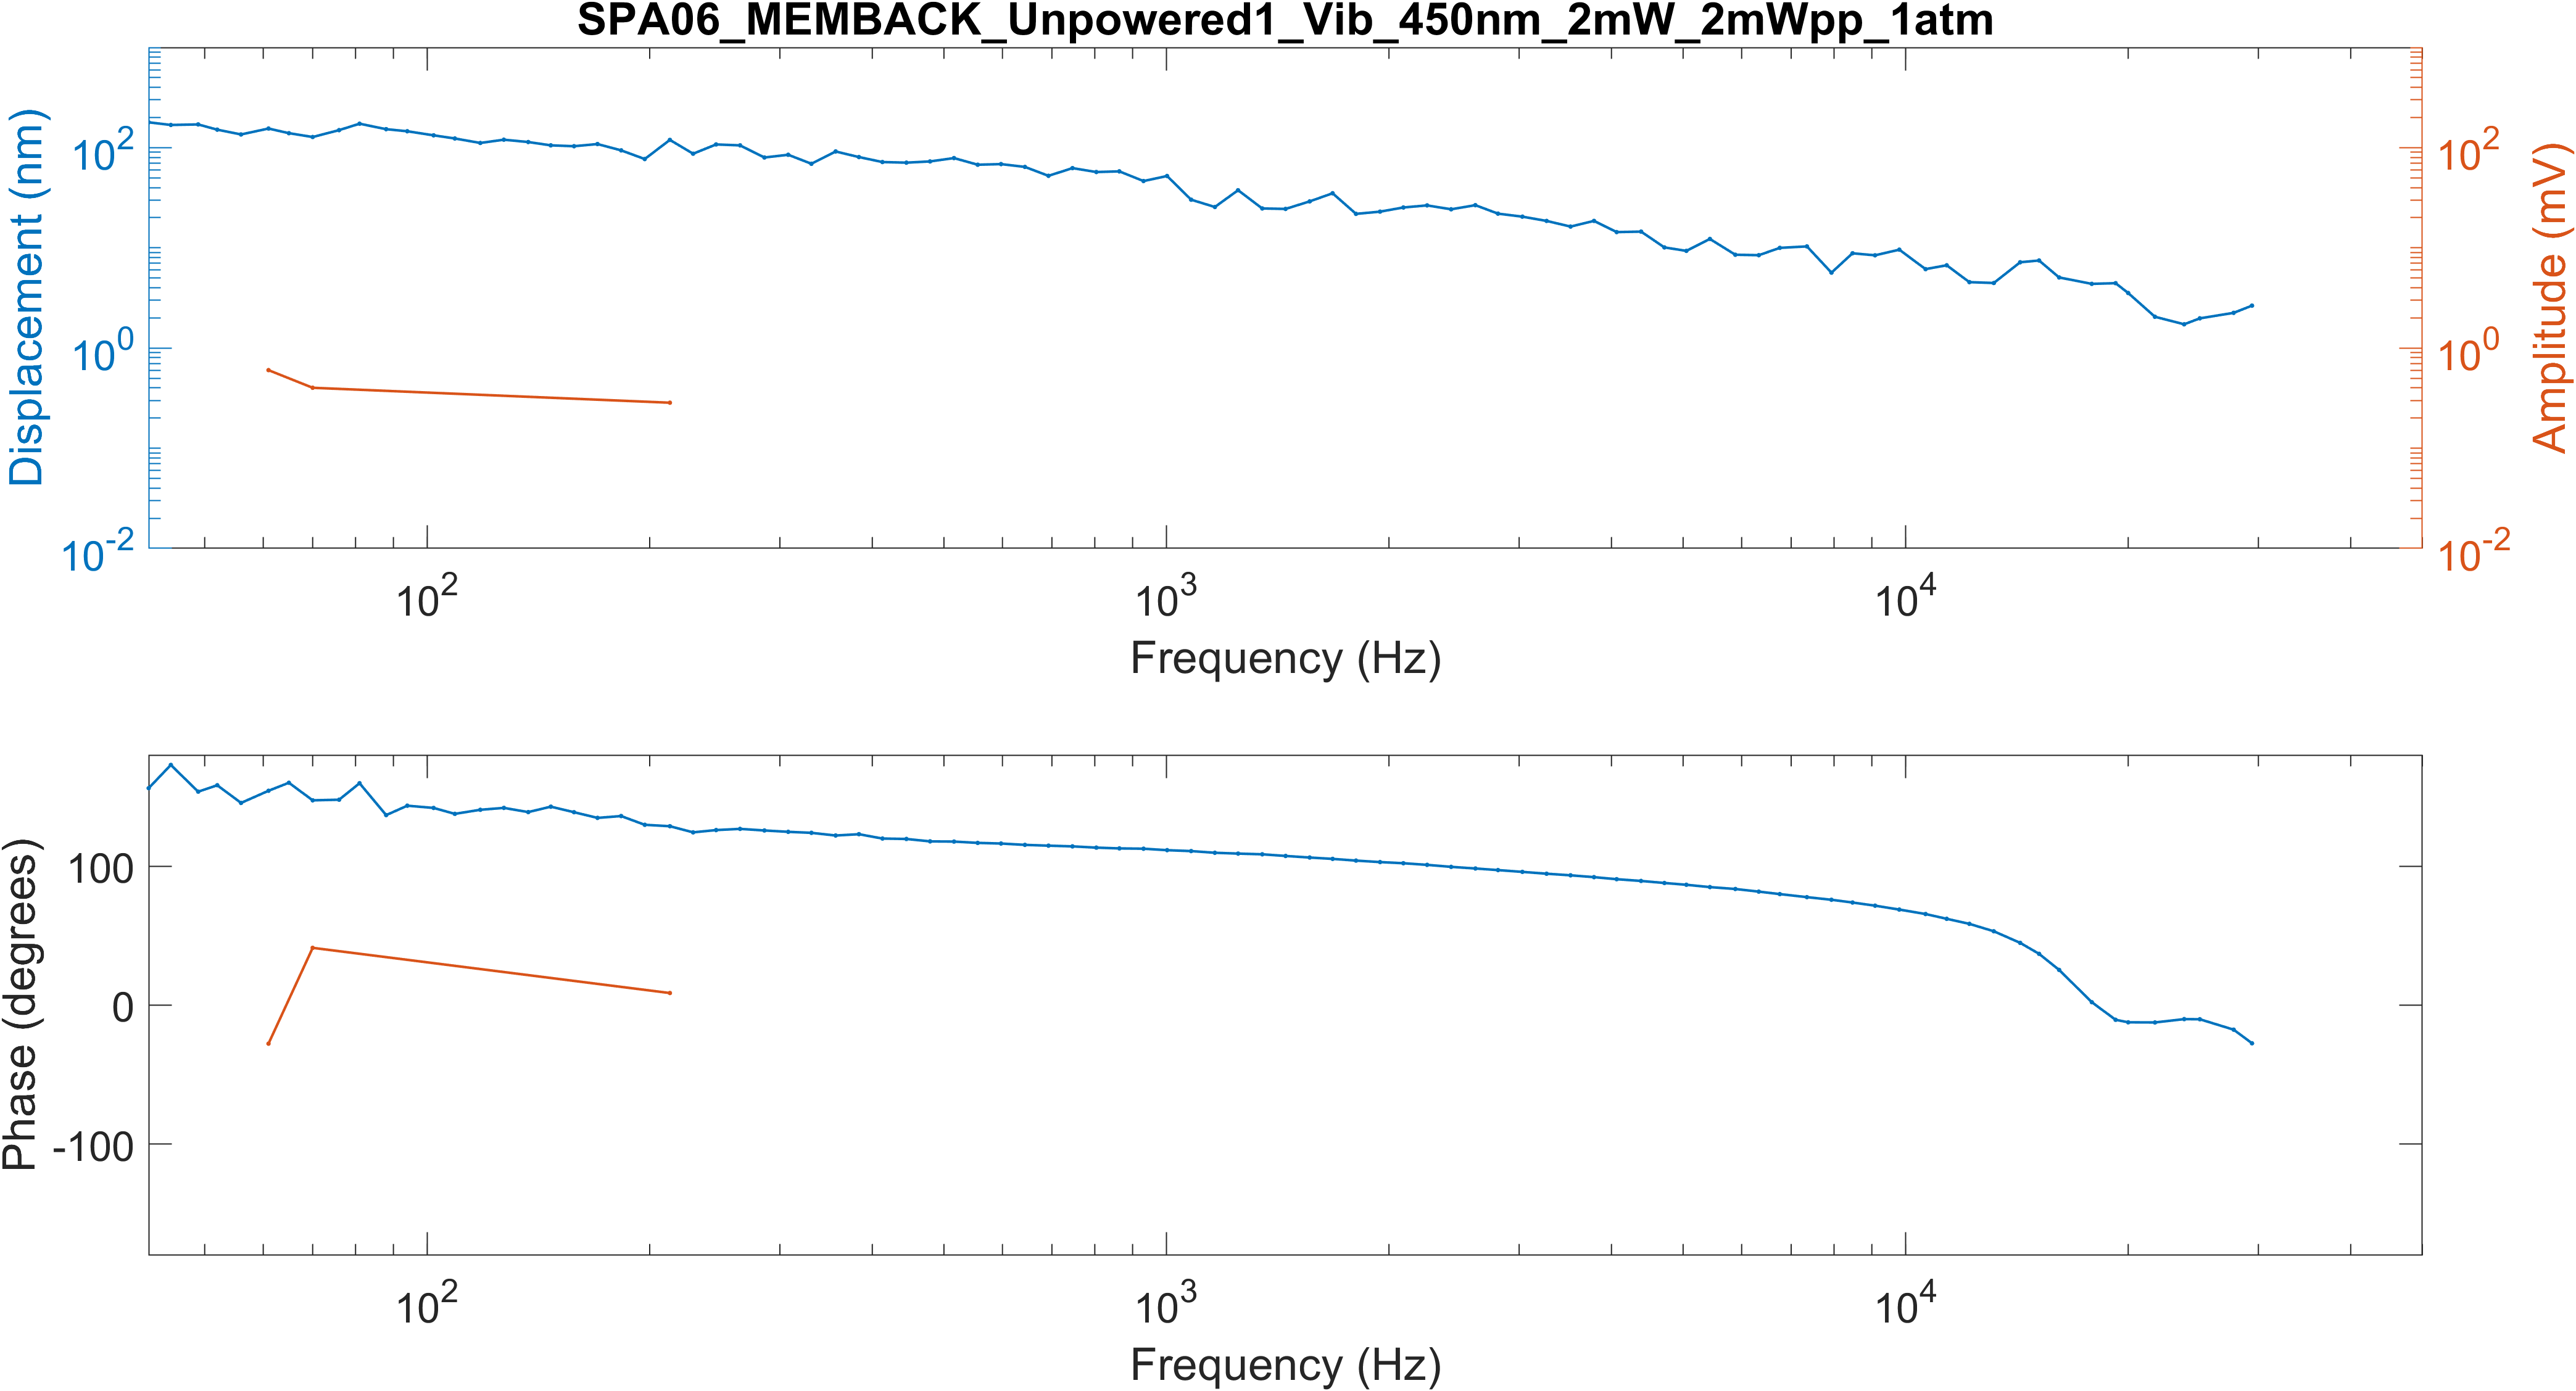 SPA06_MEMBACK_Unpowered1_Vib_450nm_2mW_2mWpp_1atm
Displacement (nm)
10^2
10^0
10^-2
Amplitude (mV)
10^2
10^0
10^-2
10^2 10^3 10^4
Frequency (Hz)
Phase (degrees)
100
0
-100
10^2 10^3 10^4
Frequency (Hz)